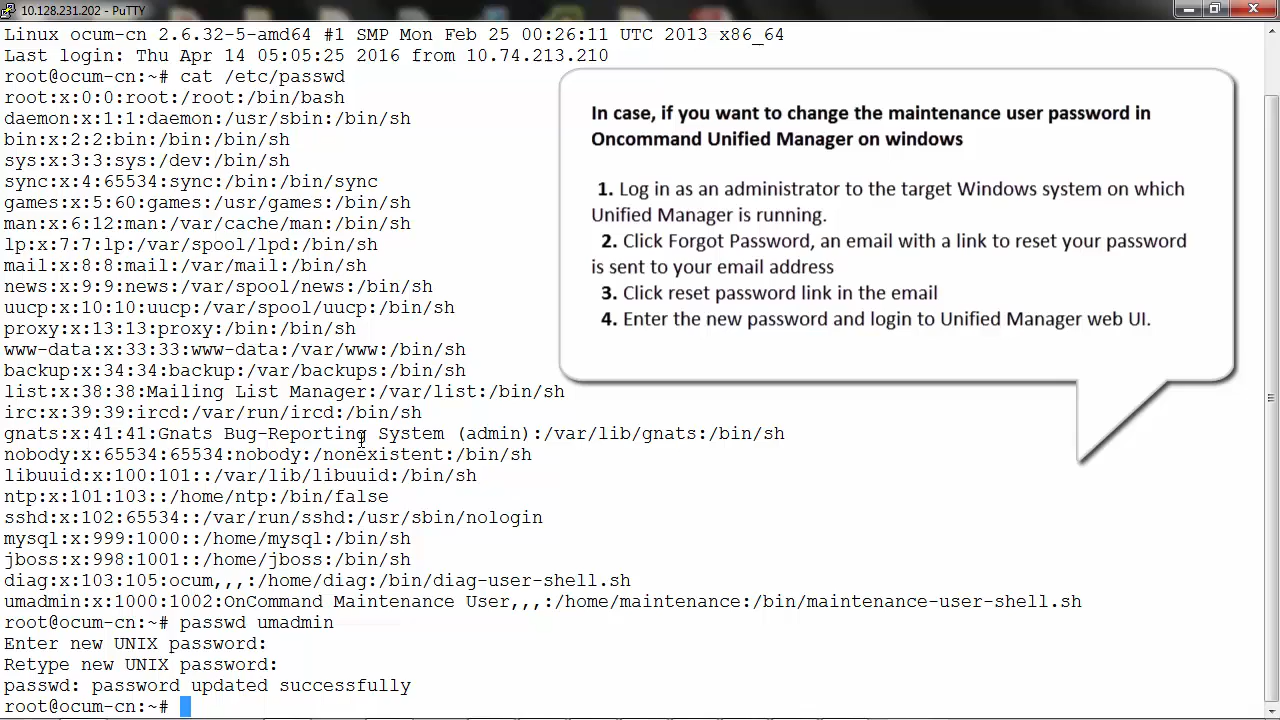 10.128.231.202 - PuTTY
Linux ocum-cn 2.6.32-5-amd64 #1 SMP Mon Feb 25 00:26:11 UTC 2013 x86_64
Last login: Thu Apr 14 05:05:25 2016 from 10.74.213.210
root@ocum-cn:~# cat /etc/passwd
root:x:0:0:root:/root:/bin/bash
daemon:x:1:1:daemon:/usr/sbin:/bin/sh
bin:x:2:2:bin:/bin:/bin/sh
sys:x:3:3:sys:/dev:/bin/sh
sync:x:4:65534:sync:/bin:/bin/sync
games:x:5:60:games:/usr/games:/bin/sh
man:x:6:12:man:/var/cache/man:/bin/sh
lp:x:7:7:lp:/var/spool/lpd:/bin/sh
mail:x:8:8:mail:/var/mail:/bin/sh
news:x:9:9:news:/var/spool/news:/bin/sh
uucp:x:10:10:uucp:/var/spool/uucp:/bin/sh
proxy:x:13:13:proxy:/bin:/bin/sh
www-data:x:33:33:www-data:/var/www:/bin/sh
backup:x:34:34:backup:/var/backups:/bin/sh
list:x:38:38:Mailing List Manager:/var/list:/bin/sh
irc:x:39:39:ircd:/var/run/ircd:/bin/sh
gnats:x:41:41:Gnats Bug-Reporting System (admin):/var/lib/gnats:/bin/sh
nobody:x:65534:65534:nobody:/nonexistent:/bin/sh
libuuid:x:100:101::/var/lib/libuuid:/bin/sh
ntp:x:101:103::/home/ntp:/bin/false
sshd:x:102:65534::/var/run/sshd:/usr/sbin/nologin
mysql:x:999:1000::/home/mysql:/bin/sh
jboss:x:998:1001::/home/jboss:/bin/sh
diag:x:103:105:ocum,,,:/home/diag:/bin/diag-user-shell.sh
umadmin:x:1000:1002:OnCommand Maintenance User,,,:/home/maintenance:/bin/maintenance-user-shell.sh
root@ocum-cn:~# passwd umadmin
Enter new UNIX password:
Retype new UNIX password:
passwd: password updated successfully
root@ocum-cn:~#
In case, if you want to change the maintenance user password in
Oncommand Unified Manager on windows
1. Log in as an administrator to the target Windows system on which
Unified Manager is running.
2. Click Forgot Password, an email with a link to reset your password
is sent to your email address
3. Click reset password link in the email
4. Enter the new password and login to Unified Manager web UI.